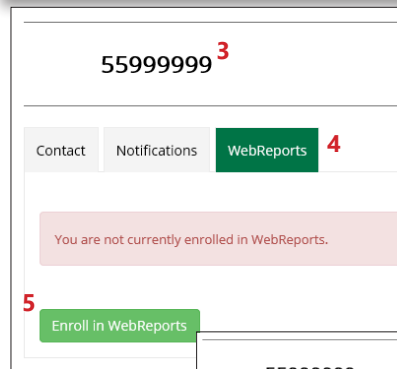 55999999 3
Contact Notifications WebReports 4
You are not currently enrolled in WebReports.
5
Enroll in WebReports